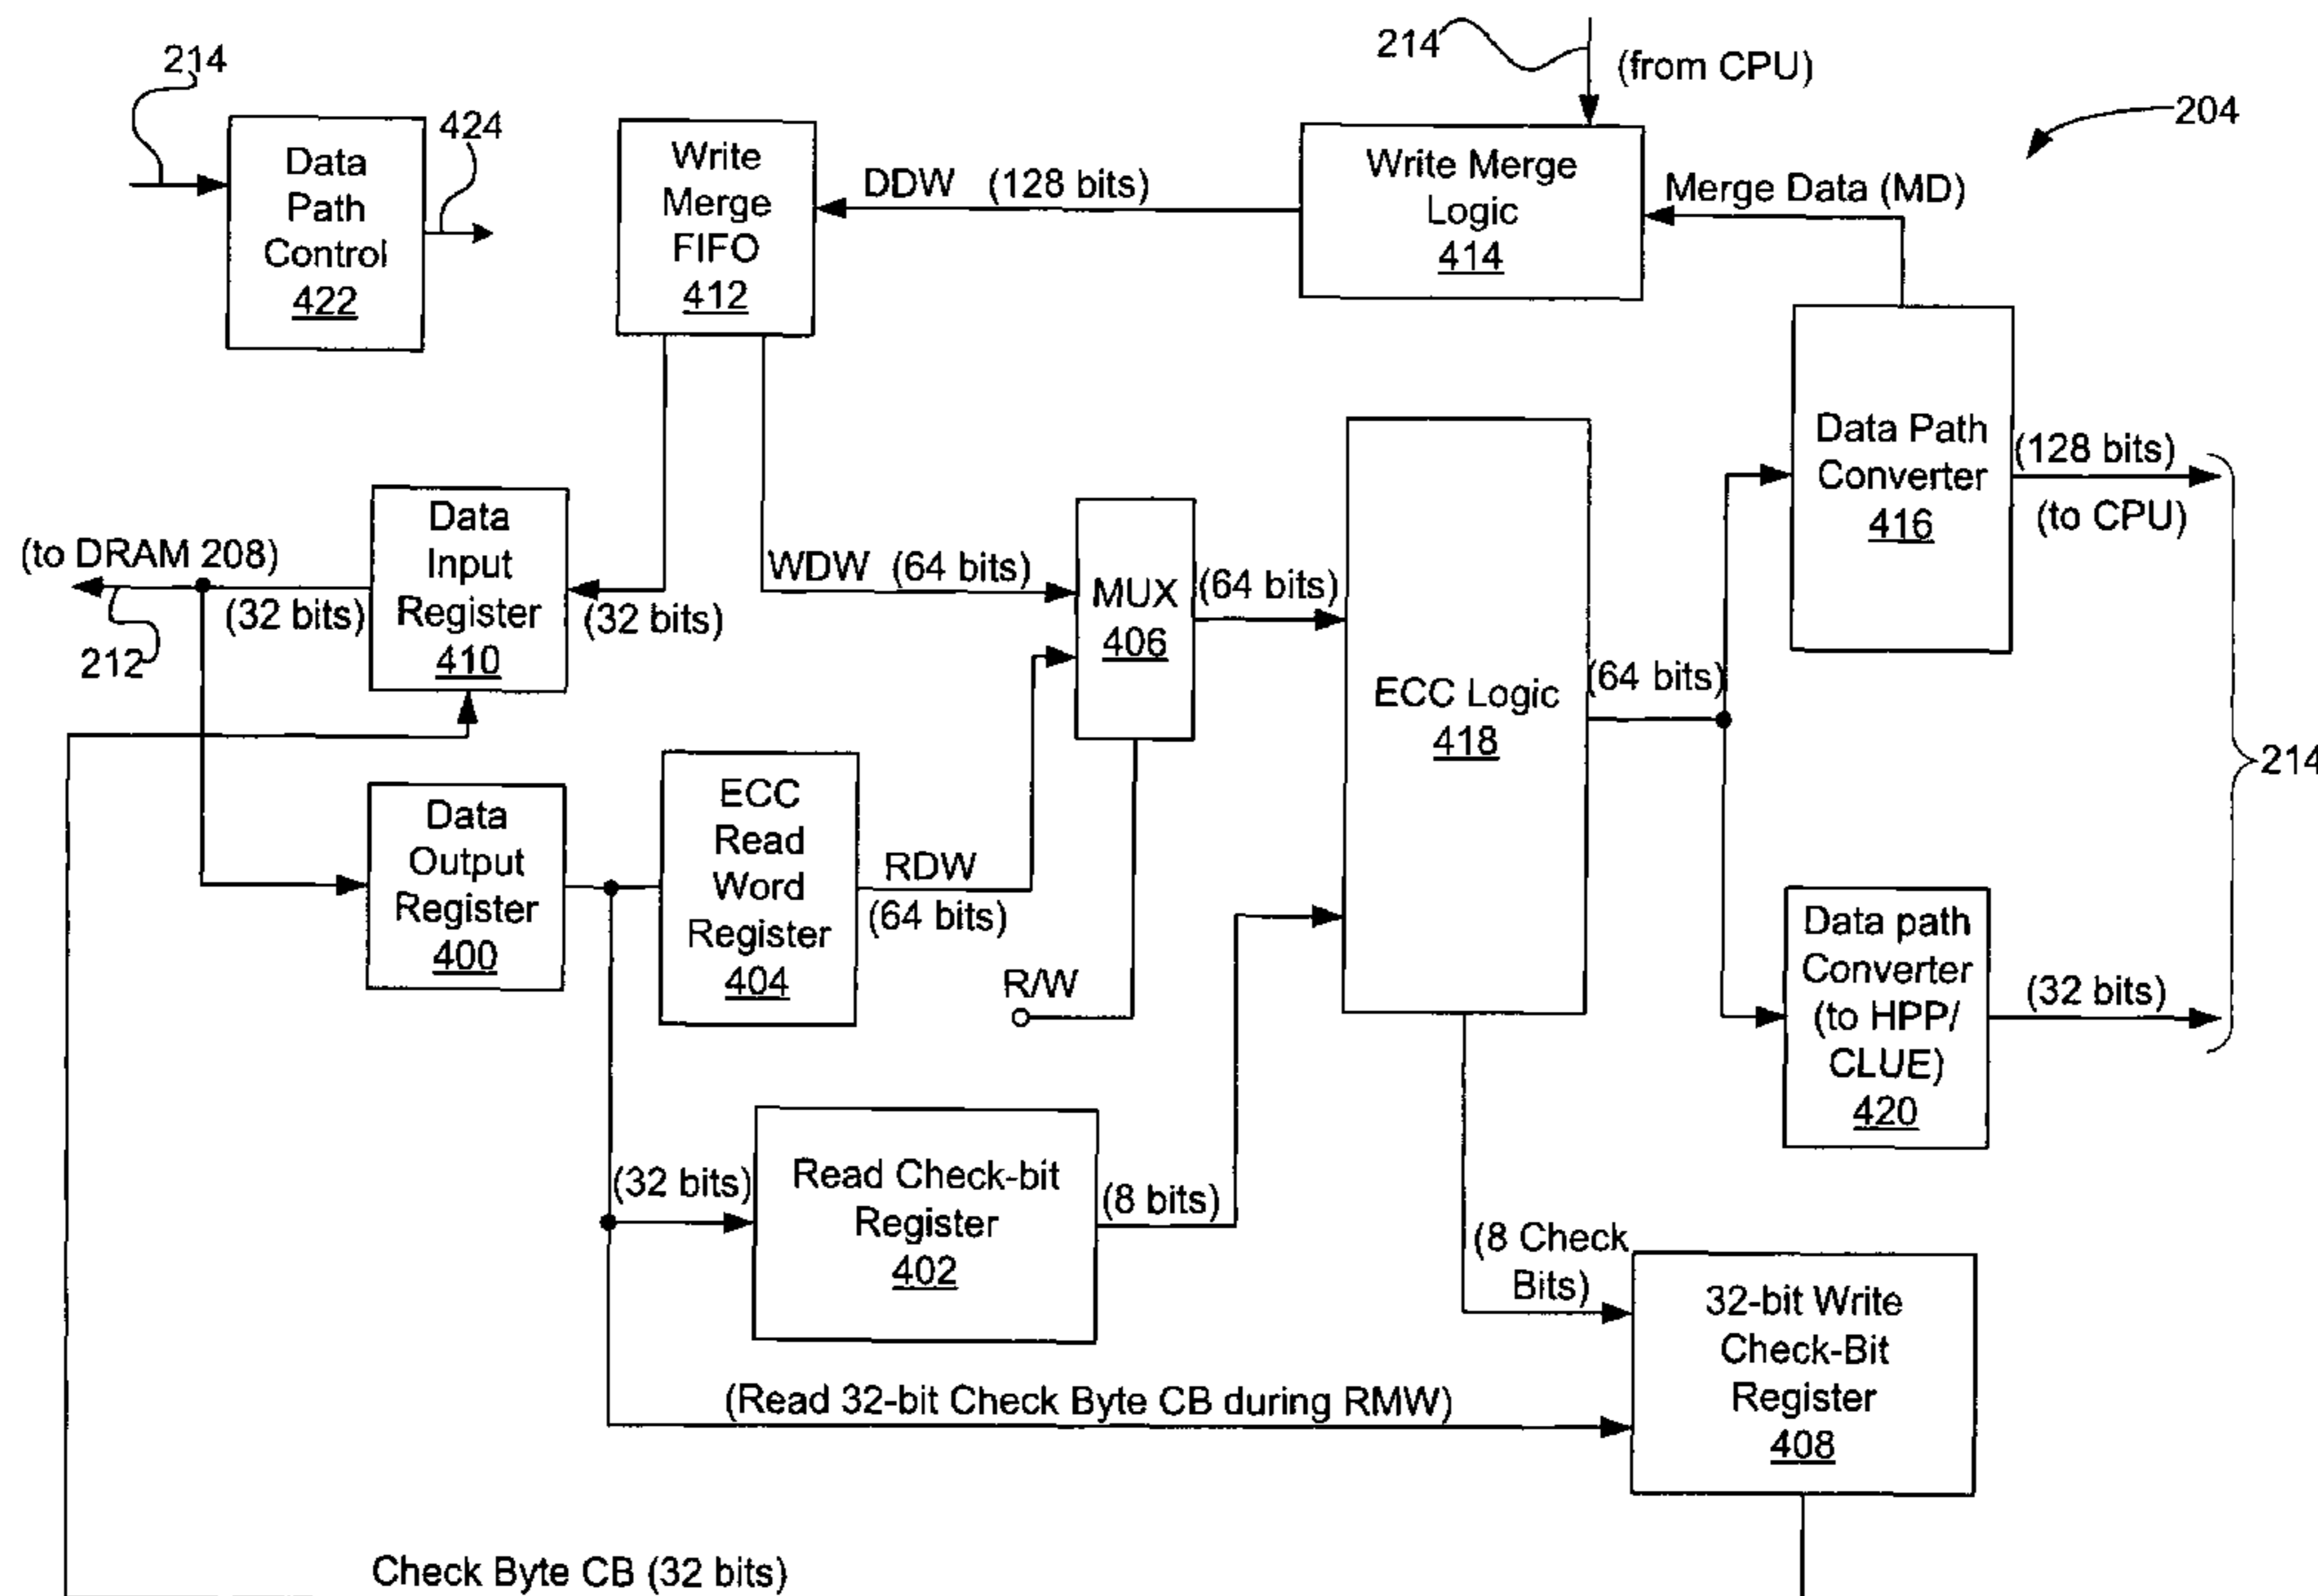 214
Data
Path
Control
422
424
Write
Merge
FIFO
412
DDW (128 bits)
214
(from CPU)
Write Merge
Logic
414
Merge Data (MD)
204
Data Path
Converter
416
(128 bits)
(to CPU)
(to DRAM 208)
212
(32 bits)
Data
Input
Register
410
(32 bits)
WDW (64 bits)
MUX
406
(64 bits)
ECC Logic
418
(64 bits)
214
Data
Output
Register
400
ECC
Read
Word
Register
404
RDW
(64 bits)
R/W
Data path
Converter
(to HPP/
CLUE)
420
(32 bits)
(32 bits)
Read Check-bit
Register
402
(8 bits)
(8 Check
Bits)
32-bit Write
Check-Bit
Register
408
(Read 32-bit Check Byte CB during RMW)
Check Byte CB (32 bits)